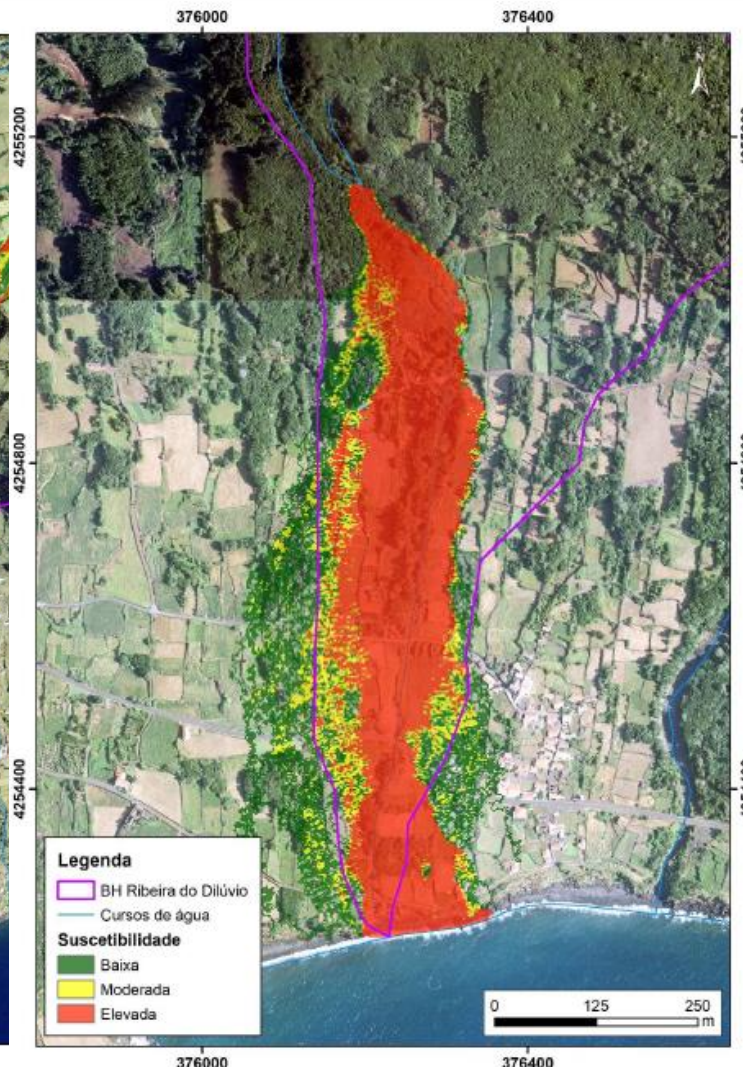 376000
376400
N
4255200
4254800
4254400
Legenda
BH Ribeira do Dilúvio
Cursos de água
Suscetibilidade
Baixa
Moderada
Elevada
0
125
250
m
376000
376400